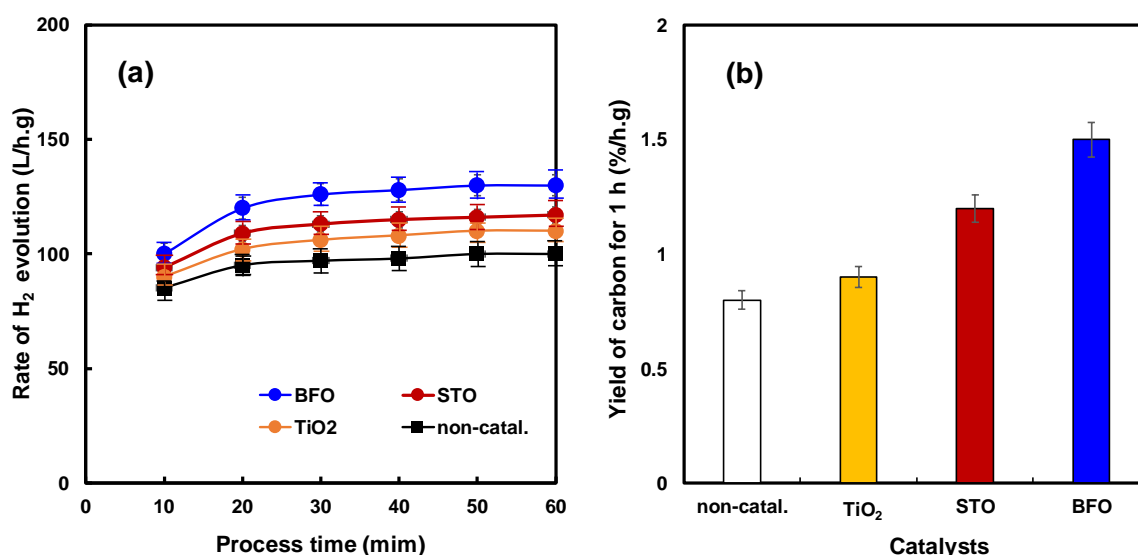 (a)
Rate of H₂ evolution (L/h.g)
200
150
100
50
0
BFO
STO
TiO2
non-catal.
0 10 20 30 40 50 60
Process time (mim)
(b)
Yield of carbon for 1 h (%/h.g)
2
1.5
1
0.5
0
non-catal. TiO₂ STO BFO
Catalysts